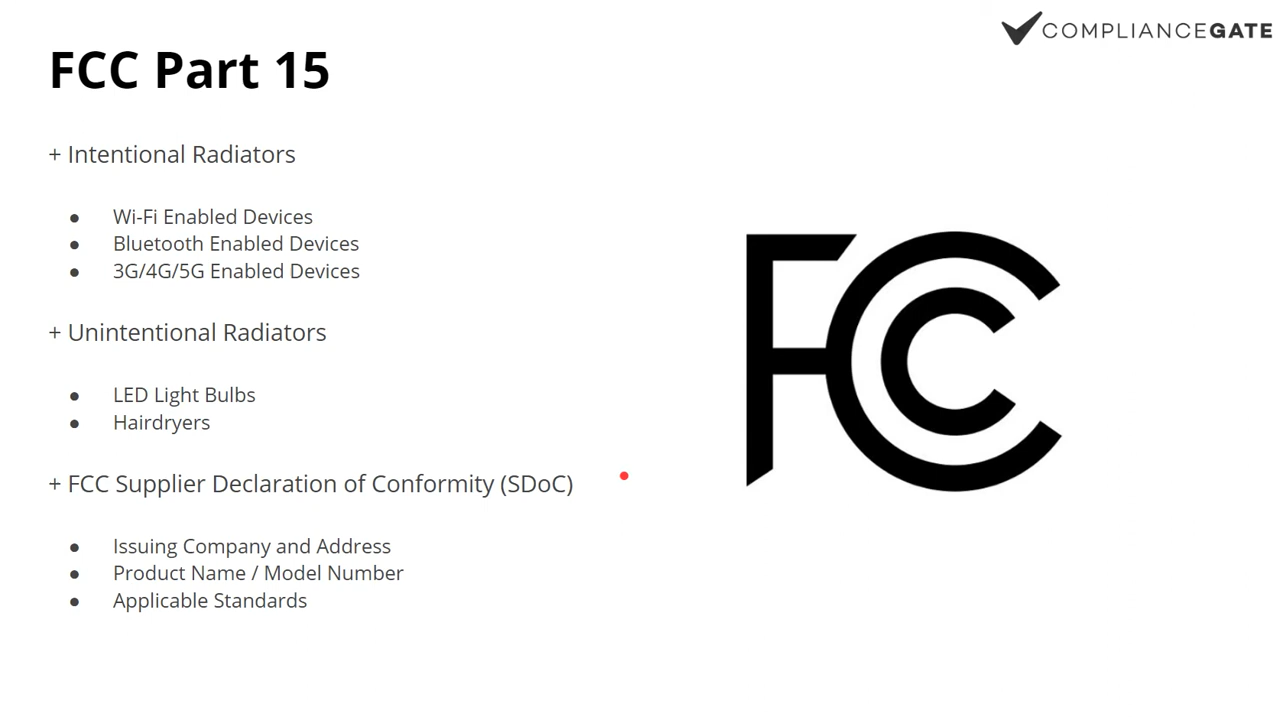 COMPLIANCEGATE
FCC Part 15
+ Intentional Radiators
● Wi-Fi Enabled Devices
● Bluetooth Enabled Devices
● 3G/4G/5G Enabled Devices
+ Unintentional Radiators
● LED Light Bulbs
● Hairdryers
+ FCC Supplier Declaration of Conformity (SDoC)
● Issuing Company and Address
● Product Name / Model Number
● Applicable Standards
FCC